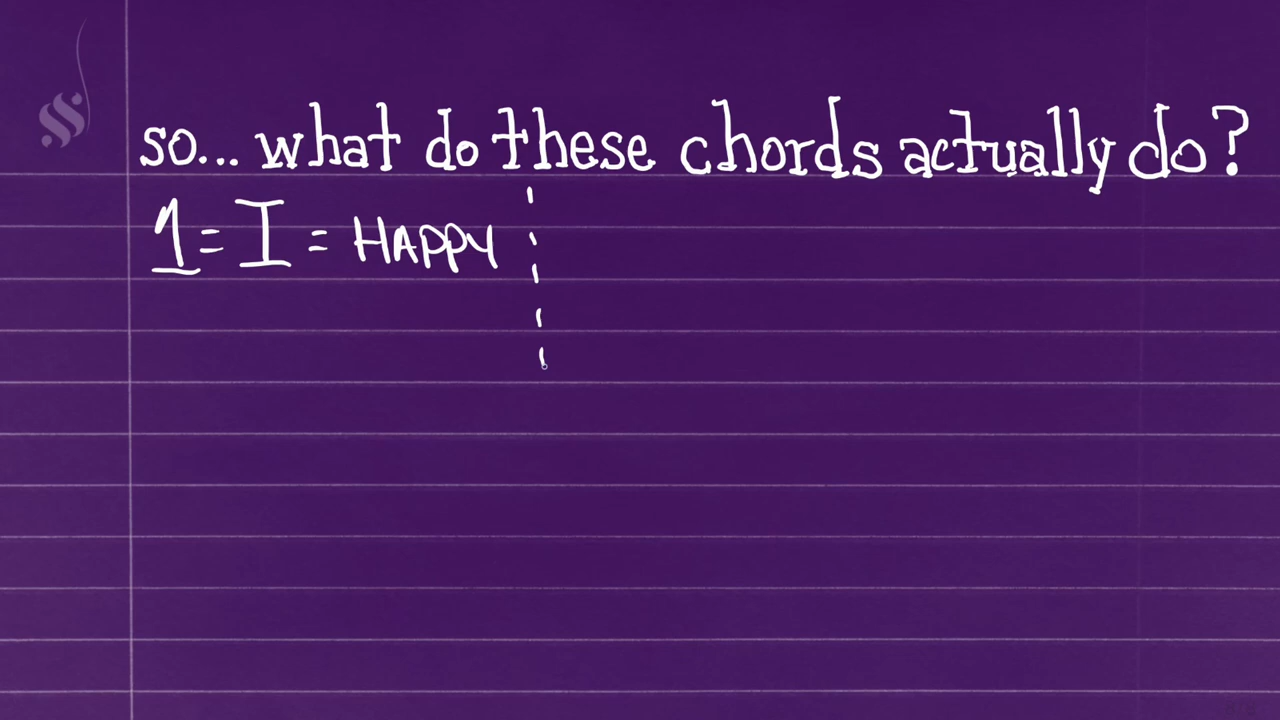 so... what do these chords actually do?
1 = I = HAPPY